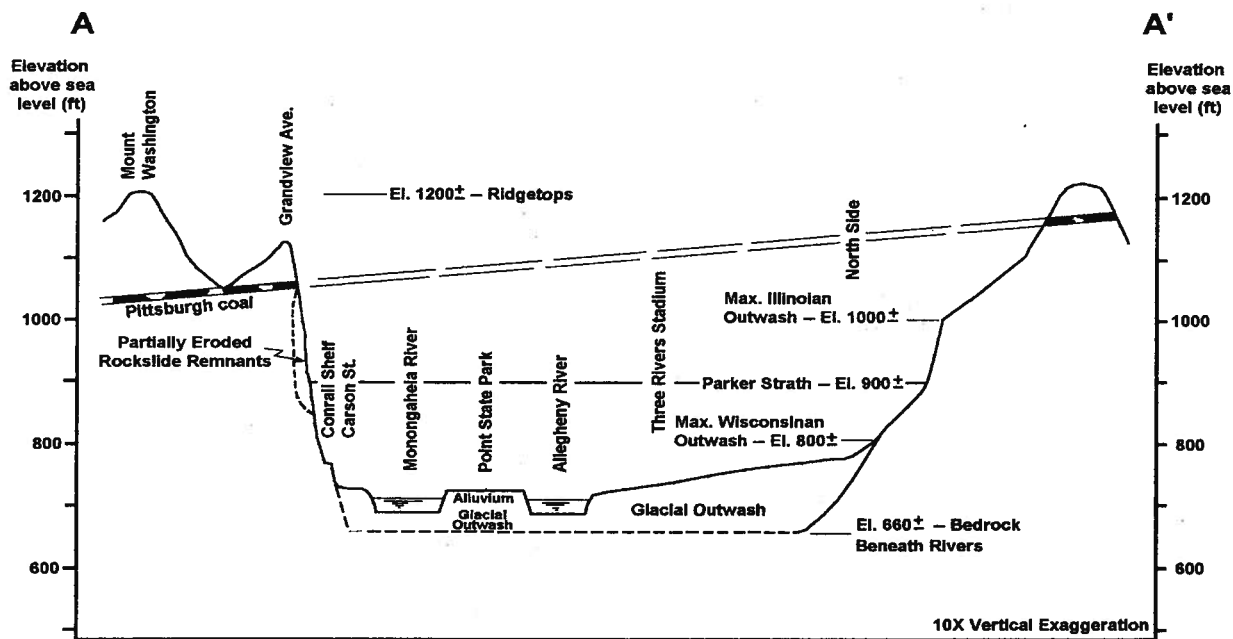 A
A'
Elevation
above sea
level (ft)
Elevation
above sea
level (ft)
Mount
Washington
Grandview Ave.
1200
El. 1200± – Ridgetops
1200
North Side
Pittsburgh coal
1000
Max. Illinoian
Outwash – El. 1000±
1000
Partially Eroded
Rockslide Remnants
Conrail Shelf
Carson St.
Monongahela River
Point State Park
Allegheny River
Three Rivers Stadium
Parker Strath – El. 900±
Max. Wisconsinan
Outwash – El. 800±
800
800
Alluvium
Glacial
Outwash
Glacial Outwash
El. 660± – Bedrock
Beneath Rivers
600
600
10X Vertical Exaggeration